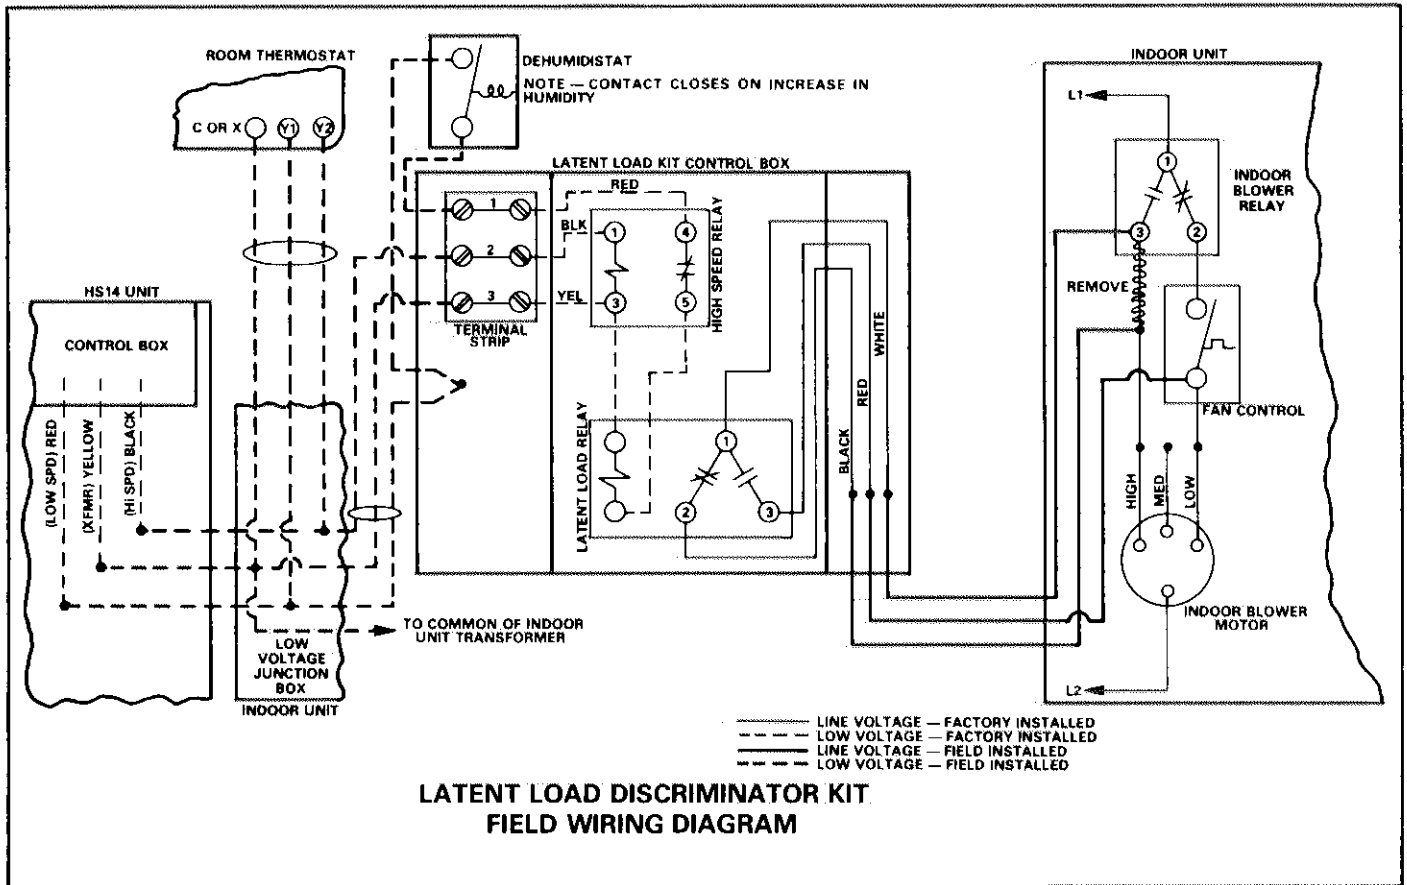 ROOM THERMOSTAT
C OR X
Y1
Y2
DEHUMIDISTAT
NOTE — CONTACT CLOSES ON INCREASE IN
HUMIDITY
INDOOR UNIT
L1
1
3
2
INDOOR
BLOWER
RELAY
REMOVE
FAN CONTROL
HIGH
MED
LOW
INDOOR BLOWER
MOTOR
L2
LATENT LOAD KIT CONTROL BOX
RED
1
2
3
BLK
YEL
TERMINAL
STRIP
1
4
3
5
HIGH SPEED RELAY
LATENT LOAD RELAY
1
2
3
BLACK
RED
WHITE
HS14 UNIT
CONTROL BOX
(LOW SPD) RED
(XFMR) YELLOW
(Hi SPD) BLACK
TO COMMON OF INDOOR
UNIT TRANSFORMER
LOW
VOLTAGE
JUNCTION
BOX
INDOOR UNIT
LINE VOLTAGE — FACTORY INSTALLED
LOW VOLTAGE — FACTORY INSTALLED
LINE VOLTAGE — FIELD INSTALLED
LOW VOLTAGE — FIELD INSTALLED
LATENT LOAD DISCRIMINATOR KIT
FIELD WIRING DIAGRAM